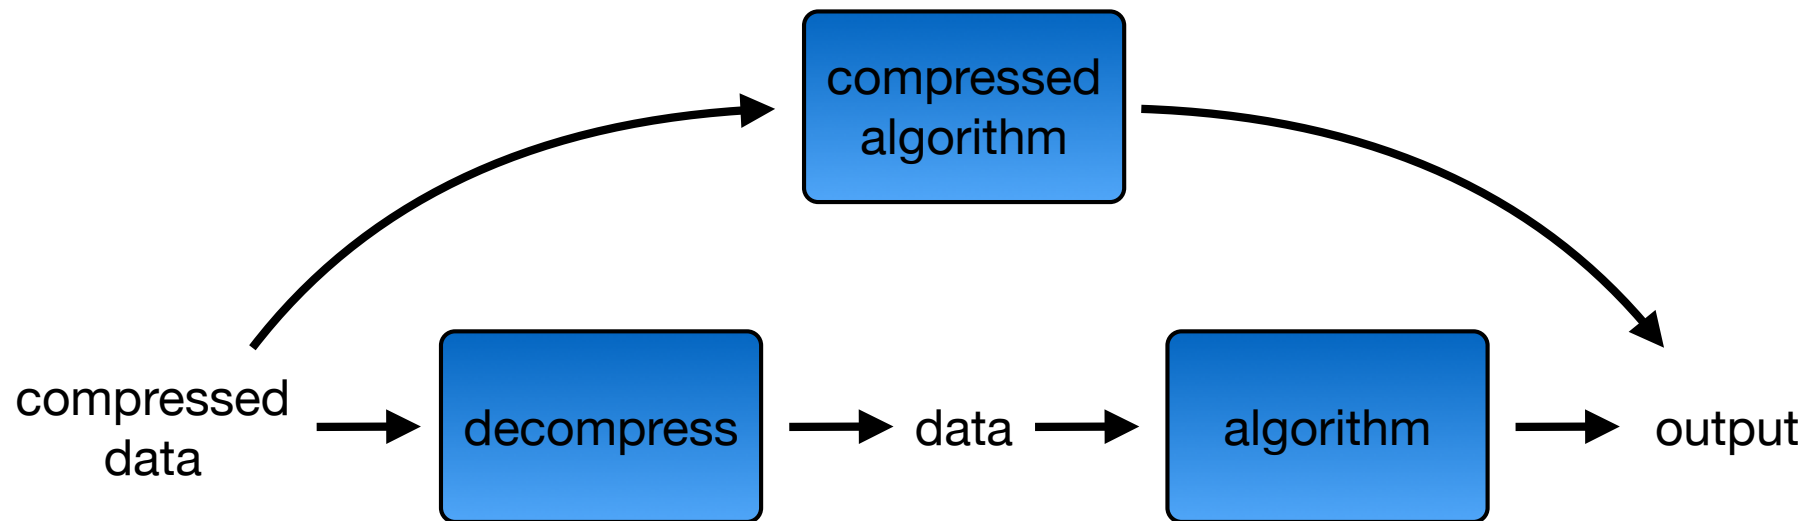 compressed
algorithm
compressed
data
decompress
data
algorithm
output